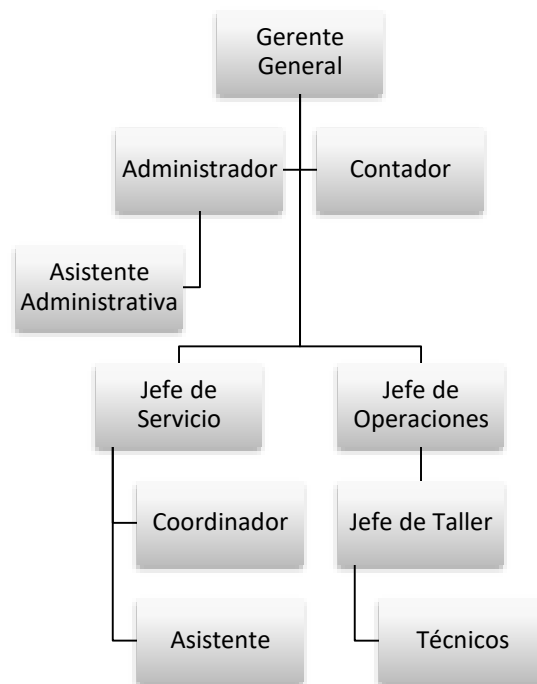 Gerente
General
Administrador
Contador
Asistente
Administrativa
Jefe de
Servicio
Jefe de
Operaciones
Coordinador
Jefe de Taller
Asistente
Técnicos